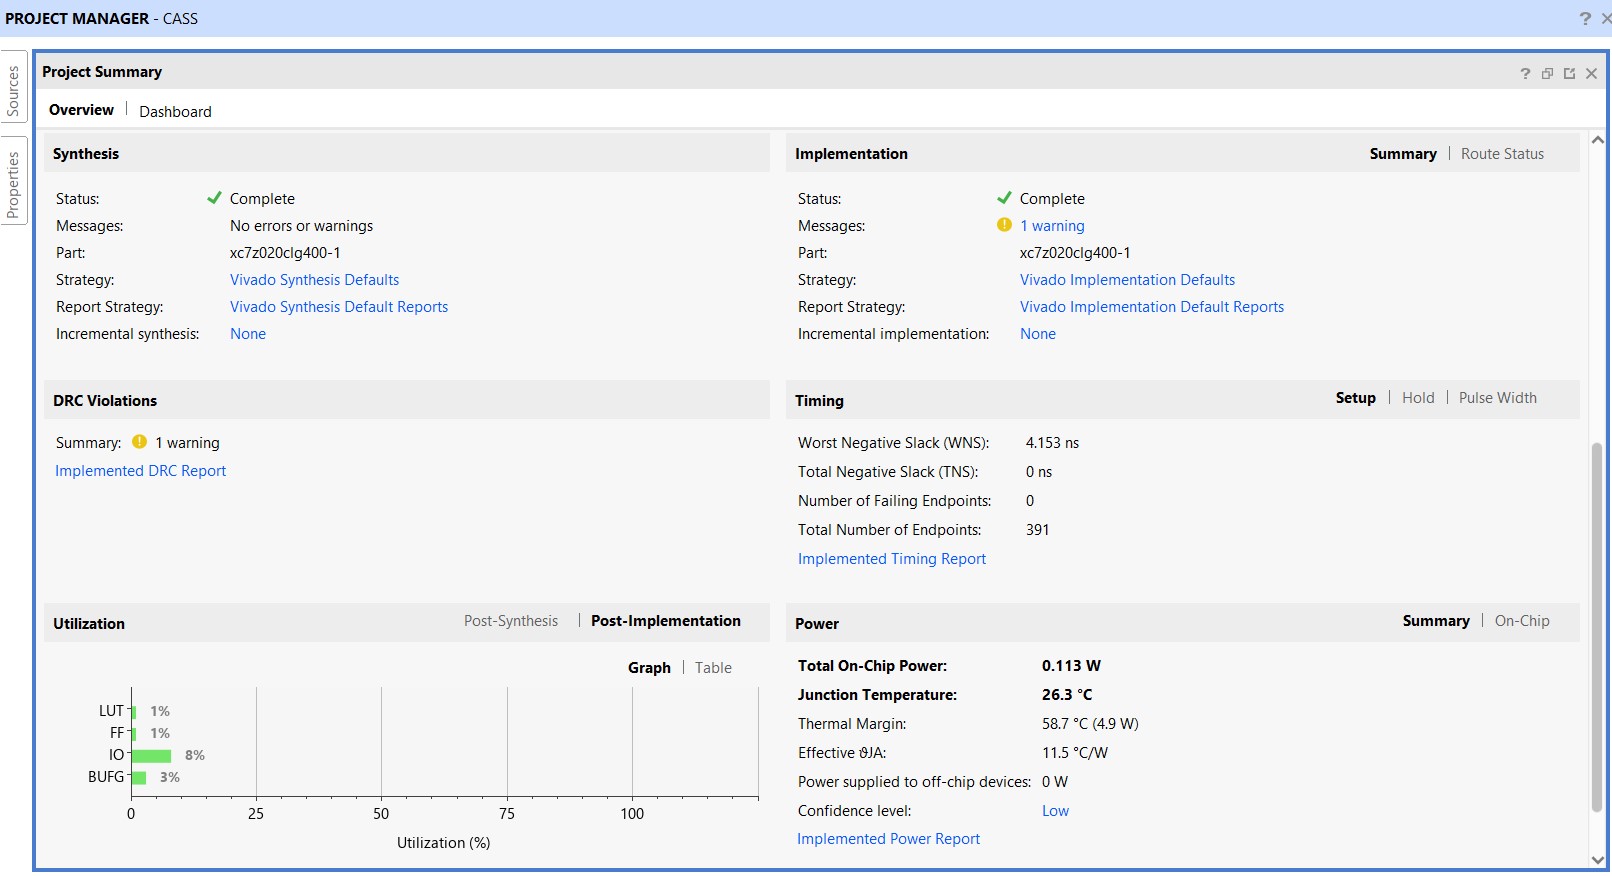 PROJECT MANAGER - CASS
Sources
Properties
Project Summary
Overview | Dashboard
Synthesis
Status: Complete
Messages: No errors or warnings
Part: xc7z020clg400-1
Strategy: Vivado Synthesis Defaults
Report Strategy: Vivado Synthesis Default Reports
Incremental synthesis: None
Implementation Summary | Route Status
Status: Complete
Messages: 1 warning
Part: xc7z020clg400-1
Strategy: Vivado Implementation Defaults
Report Strategy: Vivado Implementation Default Reports
Incremental implementation: None
DRC Violations
Summary: 1 warning
Implemented DRC Report
Timing Setup | Hold | Pulse Width
Worst Negative Slack (WNS): 4.153 ns
Total Negative Slack (TNS): 0 ns
Number of Failing Endpoints: 0
Total Number of Endpoints: 391
Implemented Timing Report
Utilization Post-Synthesis | Post-Implementation
Graph | Table
LUT 1%
FF 1%
IO 8%
BUFG 3%
0 25 50 75 100
Utilization (%)
Power Summary | On-Chip
Total On-Chip Power: 0.113 W
Junction Temperature: 26.3 °C
Thermal Margin: 58.7 °C (4.9 W)
Effective ϑJA: 11.5 °C/W
Power supplied to off-chip devices: 0 W
Confidence level: Low
Implemented Power Report